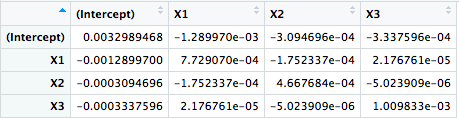 (Intercept) X1 X2 X3
(Intercept) 0.0032989468 -1.289970e-03 -3.094696e-04 -3.337596e-04
X1 -0.0012899700 7.729070e-04 -1.752337e-04 2.176761e-05
X2 -0.0003094696 -1.752337e-04 4.667684e-04 -5.023909e-06
X3 -0.0003337596 2.176761e-05 -5.023909e-06 1.009833e-03